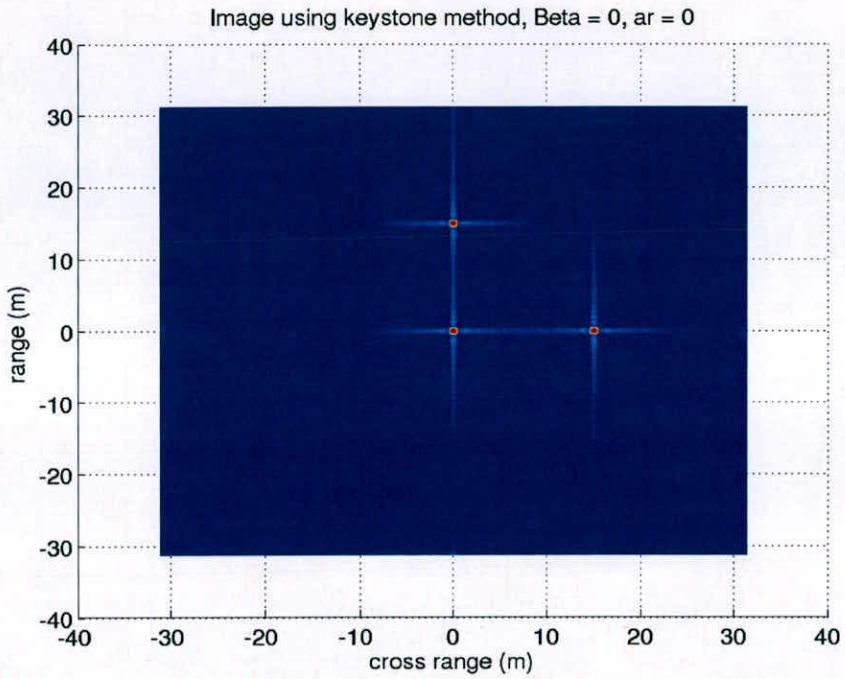 Image using keystone method, Beta = 0, ar = 0
40
30
20
10
0
-10
-20
-30
-40
range (m)
-40 -30 -20 -10 0 10 20 30 40
cross range (m)